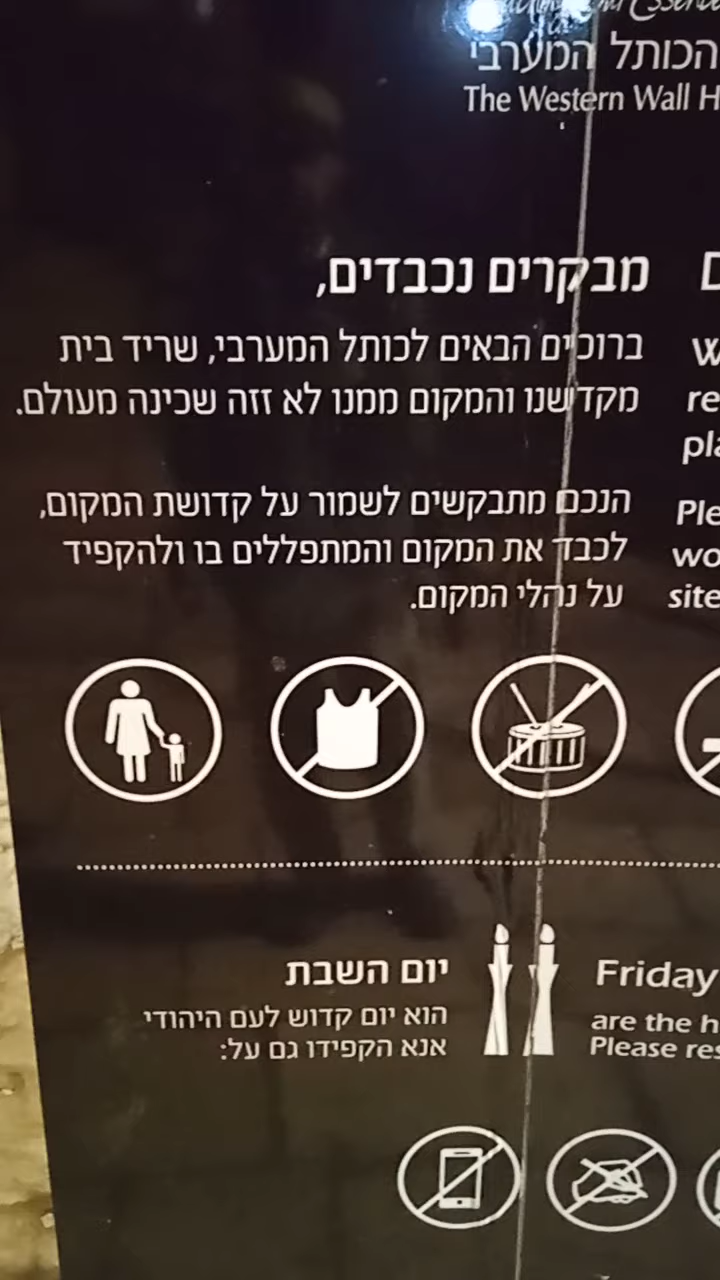 הכותל המערבי
The Western Wall H
מבקרים נכבדים,
ברוכים הבאים לכותל המערבי, שריד בית
מקדשנו והמקום ממנו לא זזה שכינה מעולם.
הנכם מתבקשים לשמור על קדושת המקום,
לכבד את המקום והמתפללים בו ולהקפיד
על נהלי המקום.
W
re
pla
Ple
wo
site
יום השבת
הוא יום קדוש לעם היהודי
אנא הקפידו גם על:
Friday
are the h
Please res